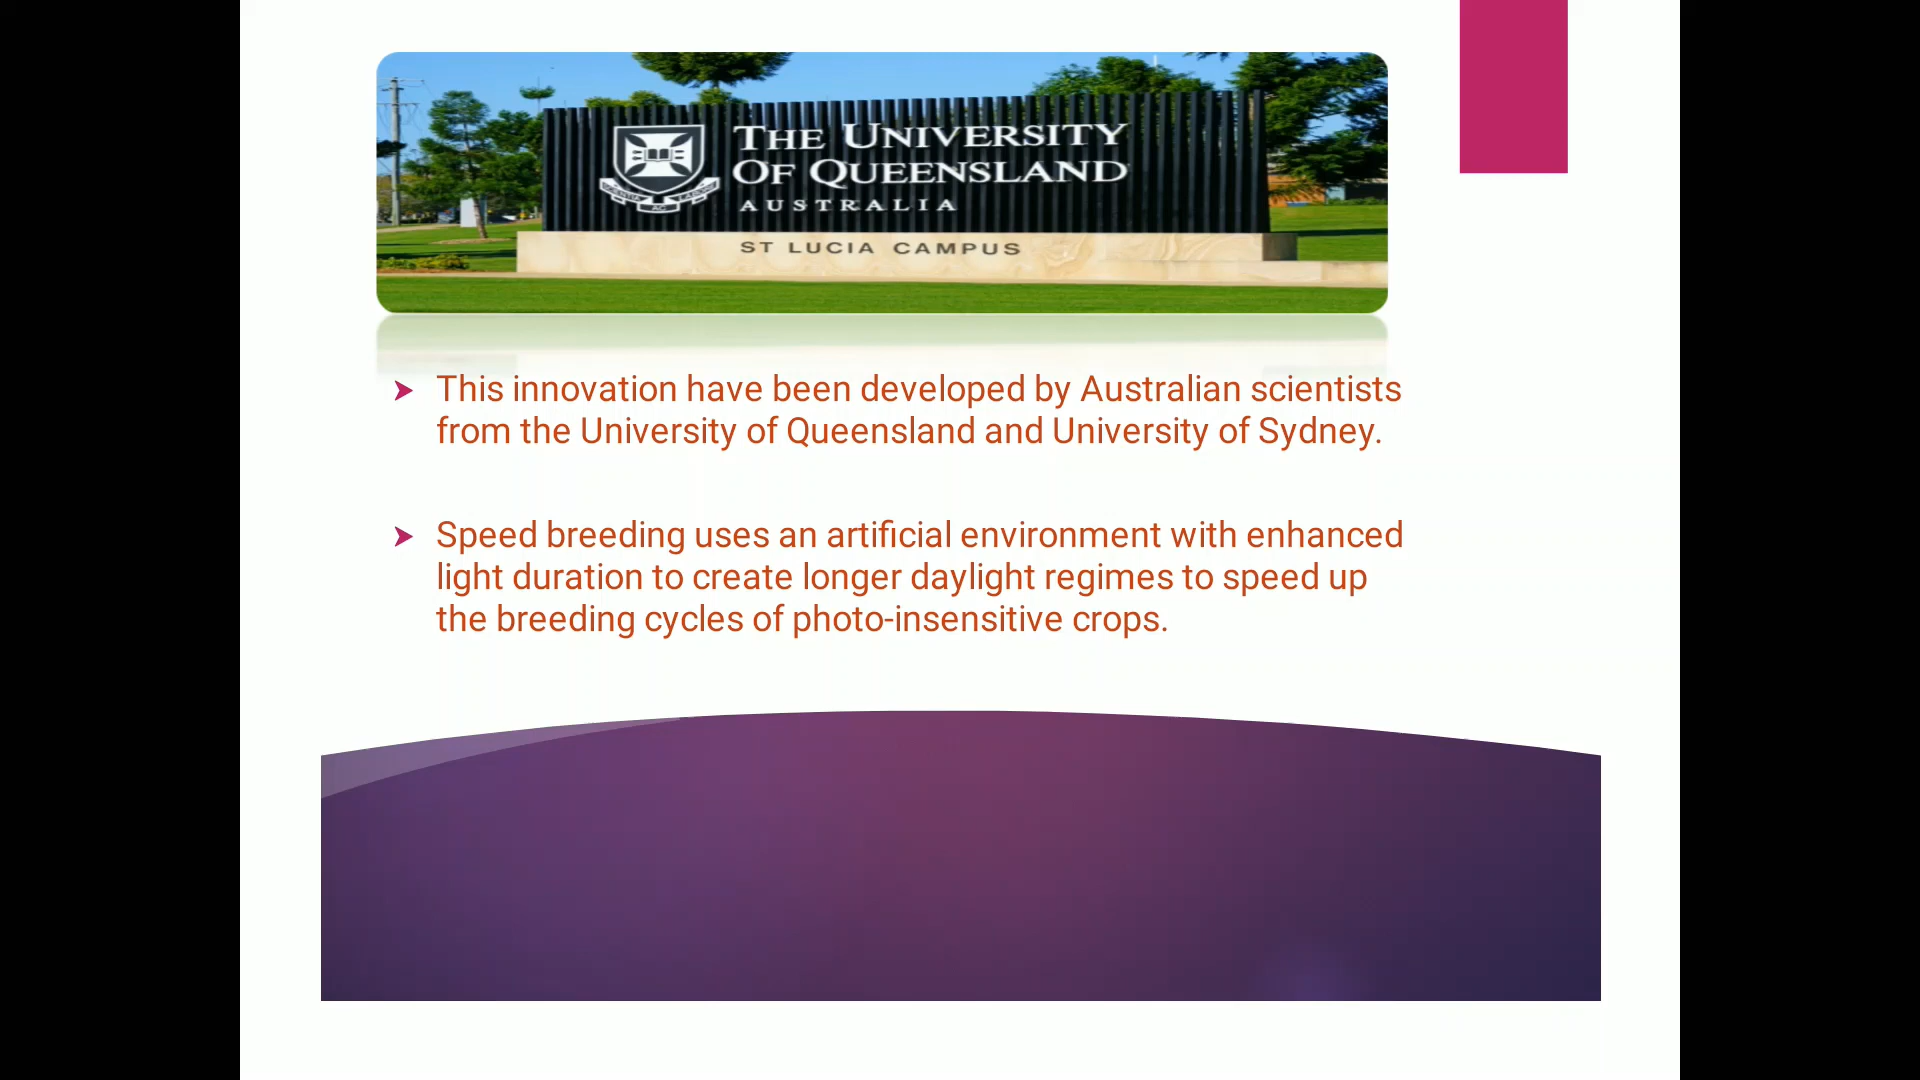 THE UNIVERSITY
OF QUEENSLAND
AUSTRALIA
ST LUCIA CAMPUS
This innovation have been developed by Australian scientists
from the University of Queensland and University of Sydney.
Speed breeding uses an artificial environment with enhanced
light duration to create longer daylight regimes to speed up
the breeding cycles of photo-insensitive crops.